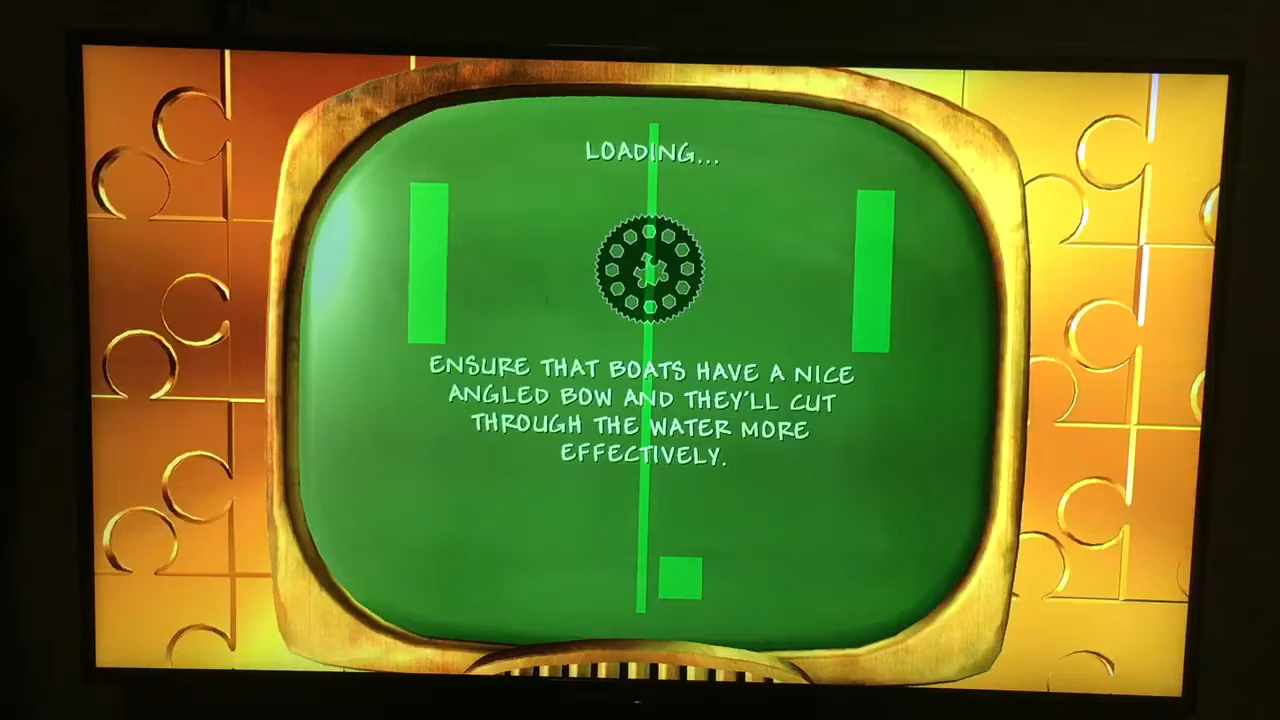 LOADING...
ENSURE THAT BOATS HAVE A NICE
ANGLED BOW AND THEY'LL CUT
THROUGH THE WATER MORE
EFFECTIVELY.